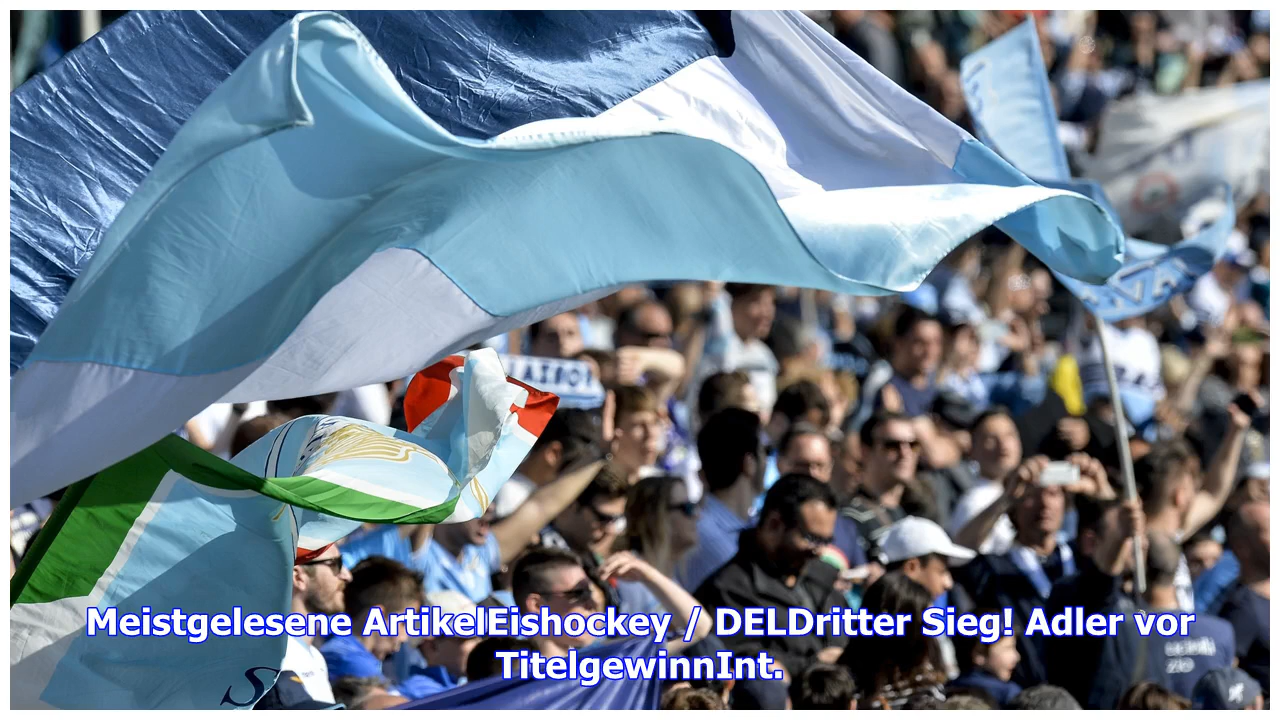 Meistgelesene ArtikelEishockey / DELDritter Sieg! Adler vor
TitelgewinnInt.